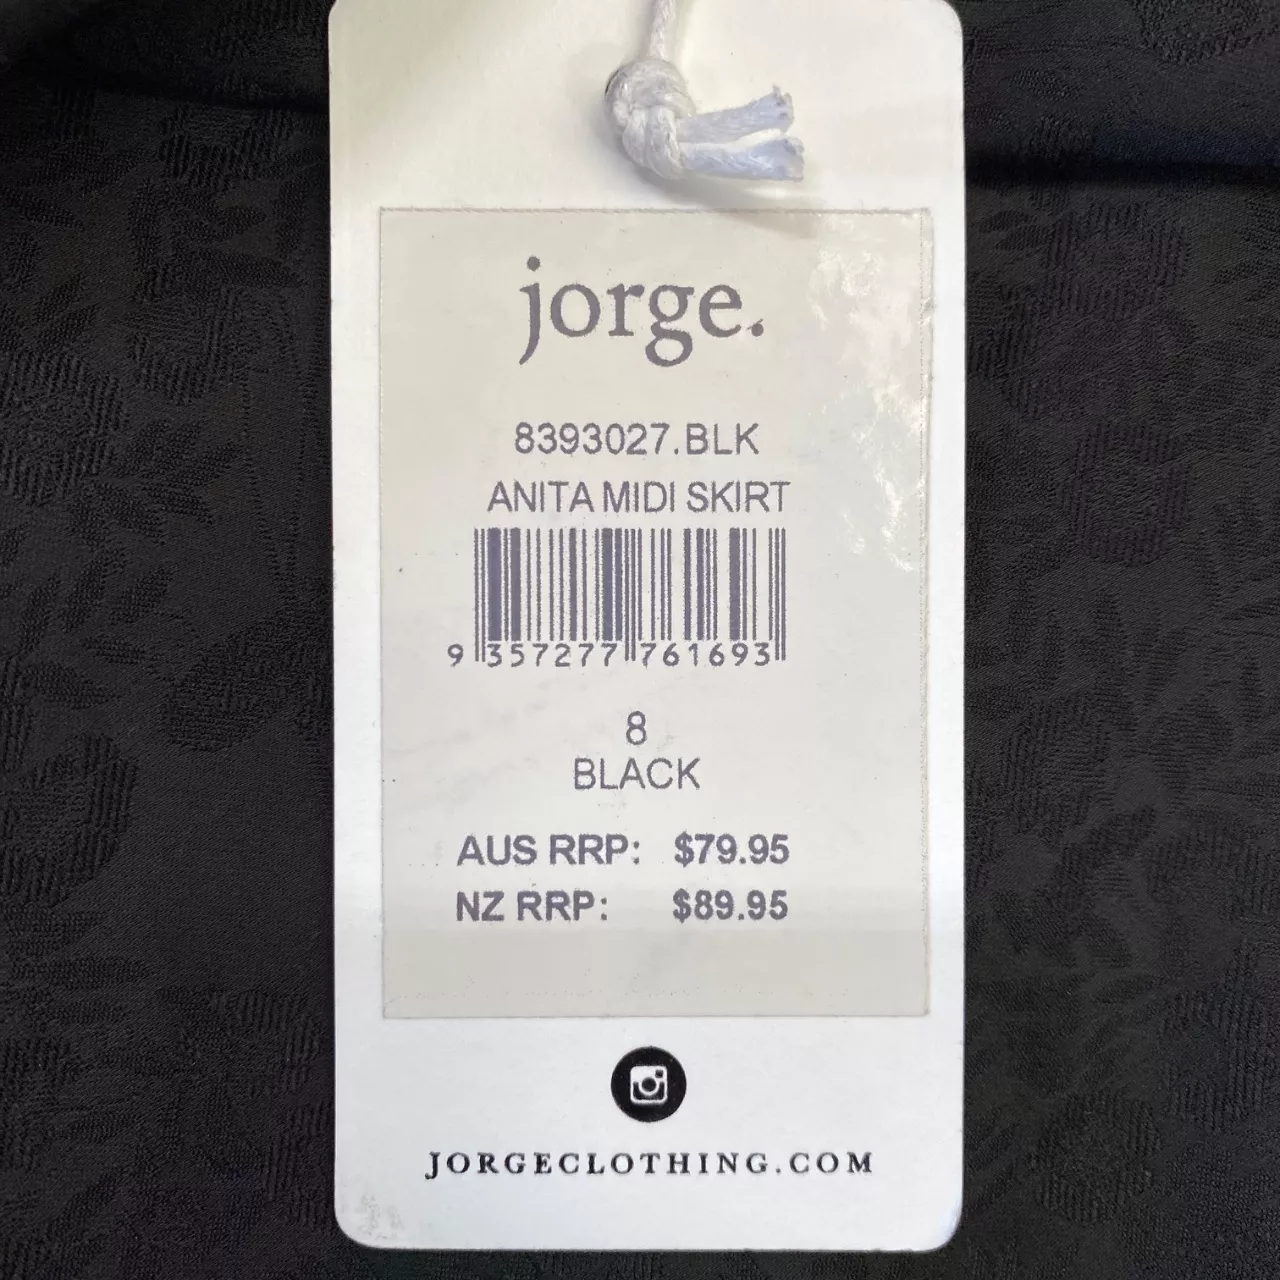 jorge.
8393027.BLK
ANITA MIDI SKIRT
9 357277 761693
8
BLACK
AUS RRP: $79.95
NZ RRP: $89.95
JORGECLOTHING.COM